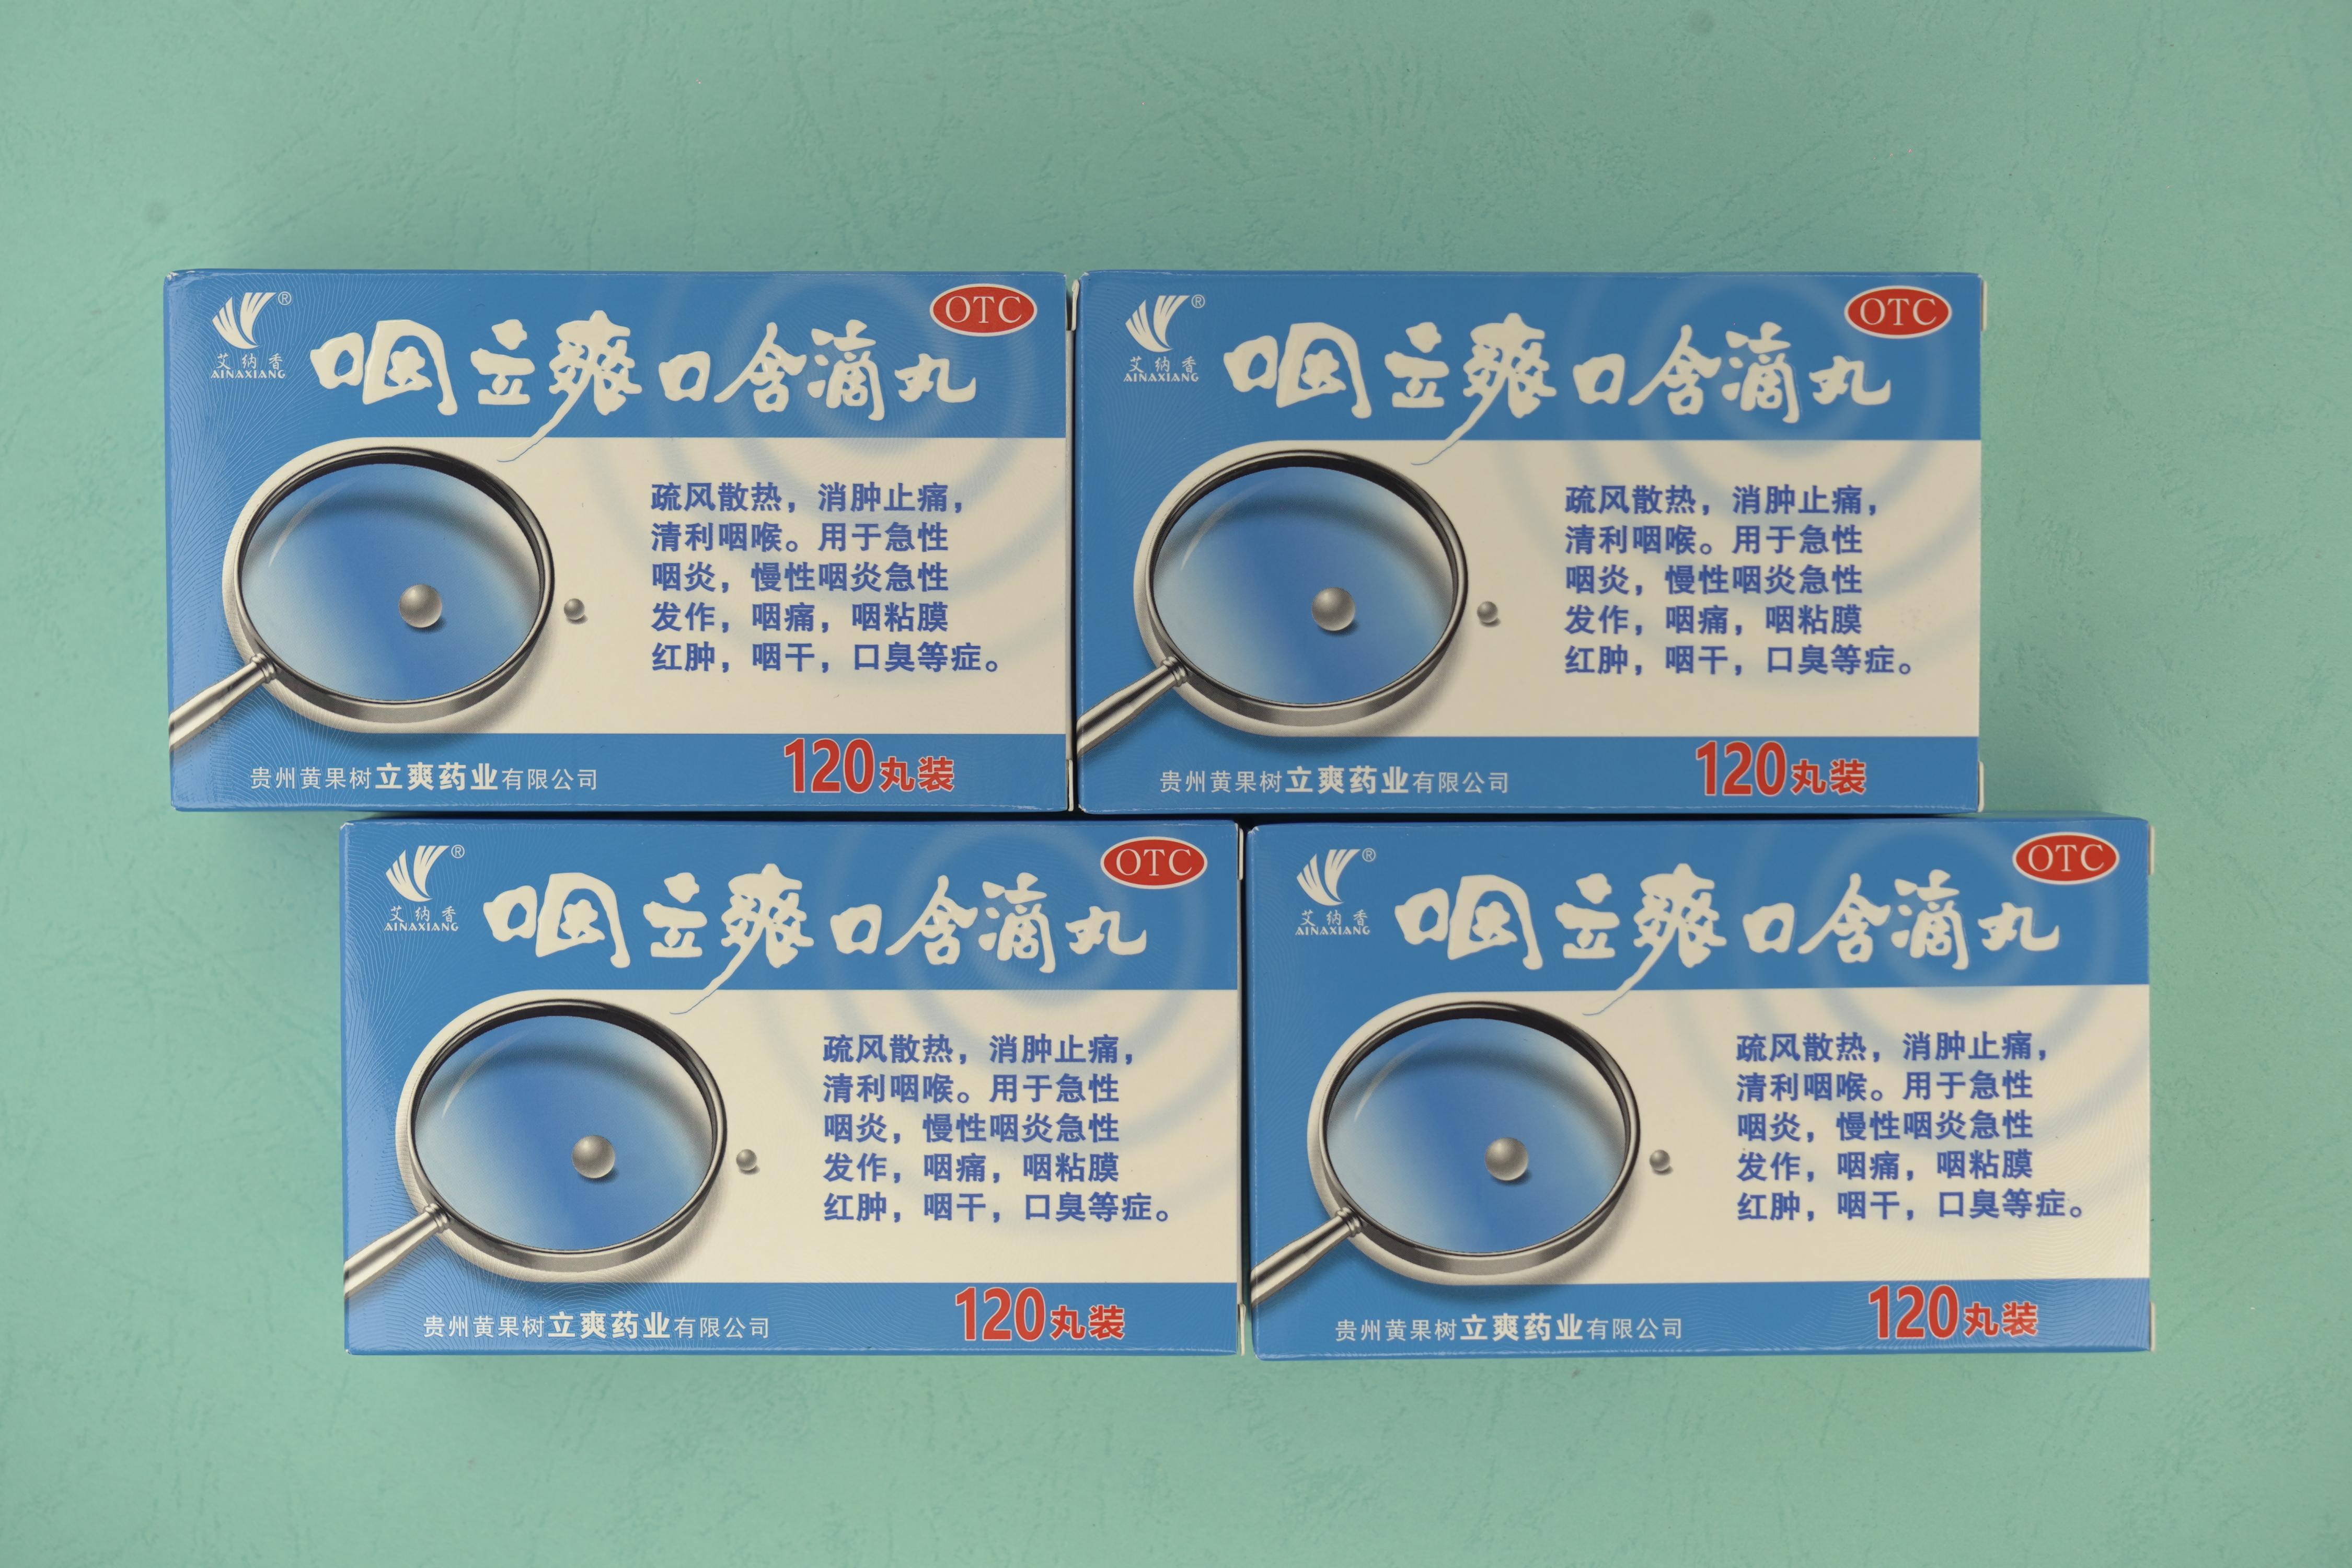 艾纳香®
AINAXIANG
咽立爽口含滴丸
OTC
疏风散热，消肿止痛，
清利咽喉。用于急性
咽炎，慢性咽炎急性
发作，咽痛，咽粘膜
红肿，咽干，口臭等症。
贵州黄果树立爽药业有限公司
120丸装
艾纳香®
AINAXIANG
咽立爽口含滴丸
OTC
疏风散热，消肿止痛，
清利咽喉。用于急性
咽炎，慢性咽炎急性
发作，咽痛，咽粘膜
红肿，咽干，口臭等症。
贵州黄果树立爽药业有限公司
120丸装
艾纳香®
AINAXIANG
咽立爽口含滴丸
OTC
疏风散热，消肿止痛，
清利咽喉。用于急性
咽炎，慢性咽炎急性
发作，咽痛，咽粘膜
红肿，咽干，口臭等症。
贵州黄果树立爽药业有限公司
120丸装
艾纳香®
AINAXIANG
咽立爽口含滴丸
OTC
疏风散热，消肿止痛，
清利咽喉。用于急性
咽炎，慢性咽炎急性
发作，咽痛，咽粘膜
红肿，咽干，口臭等症。
贵州黄果树立爽药业有限公司
120丸装